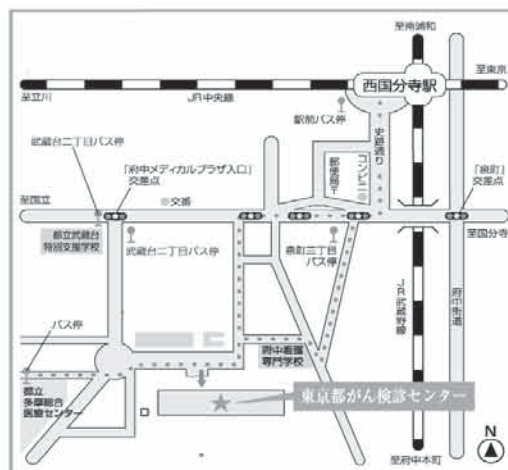 至南浦和
至立川
JR中央線
西国分寺駅
至東京
駅前バス停
史跡通り
武蔵台二丁目バス停
「府中メディカルプラザ入口」
交差点
交番
郵便局〒
コンビニ
「泉町」
交差点
至国立
至国分寺
都立武蔵台
特別支援学校
武蔵台二丁目バス停
泉町三丁目
バス停
JR武蔵野線
府中街道
バス停
府中看護
専門学校
都立
多摩総合
医療センター
東京都がん検診センター
至府中本町
N